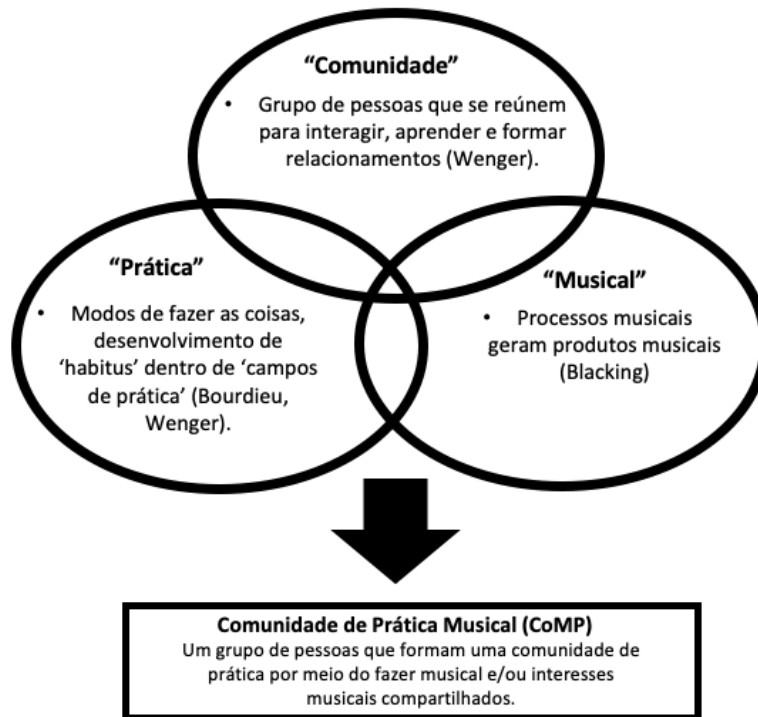 “Comunidade”
• Grupo de pessoas que se reúnem
para interagir, aprender e formar
relacionamentos (Wenger).
“Prática”
• Modos de fazer as coisas,
desenvolvimento de
‘habitus’ dentro de ‘campos
de prática’ (Bourdieu,
Wenger).
“Musical”
• Processos musicais
geram produtos musicais
(Blacking)
Comunidade de Prática Musical (CoMP)
Um grupo de pessoas que formam uma comunidade de
prática por meio do fazer musical e/ou interesses
musicais compartilhados.